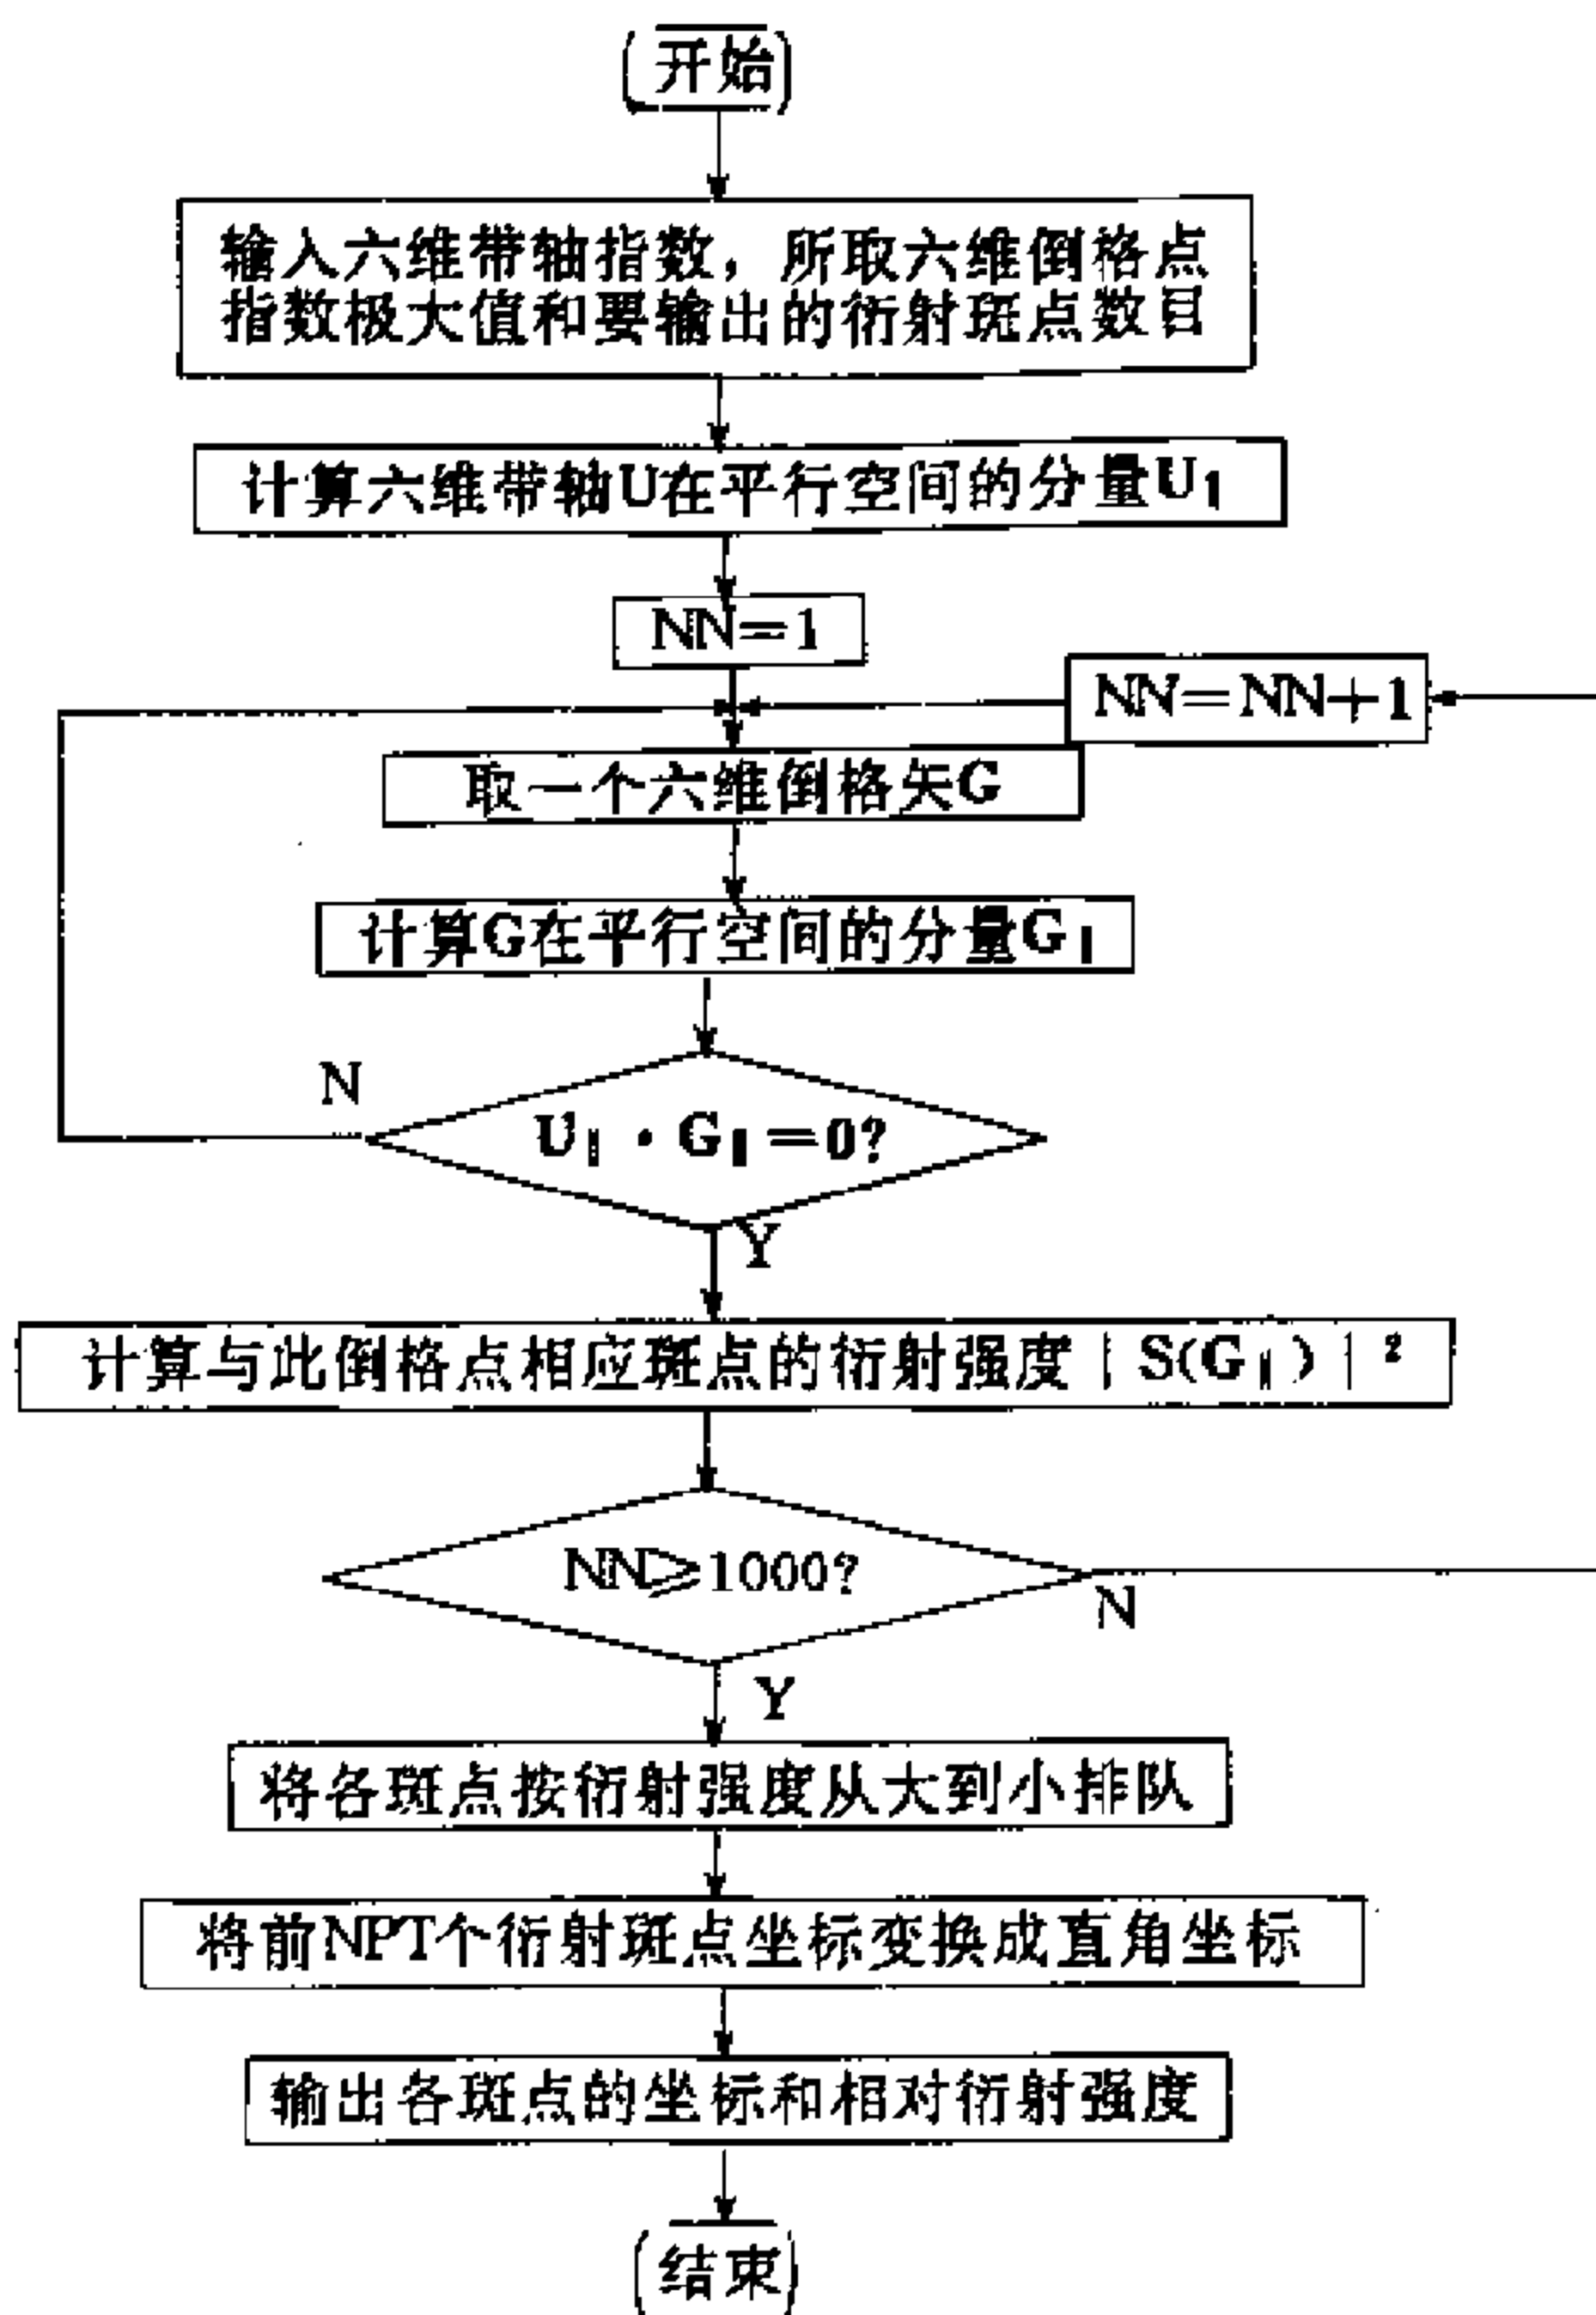 开始
输入六维带轴指数，所取六维倒格点
指数极大值和要输出的衍射斑点数目
计算六维带轴U在平行空间的分量U∥
NN=1
NN=NN+1
取一个六维倒格矢G
计算G在平行空间的分量G∥
N
U∥·G∥=0?
Y
计算与此倒格点相应斑点的衍射强度|S(G∥)|²
NN⩾1000?
N
Y
将各斑点按衍射强度从大到小排队
将前NPT个衍射斑点坐标变换成直角坐标
输出各斑点的坐标和相对衍射强度
结束